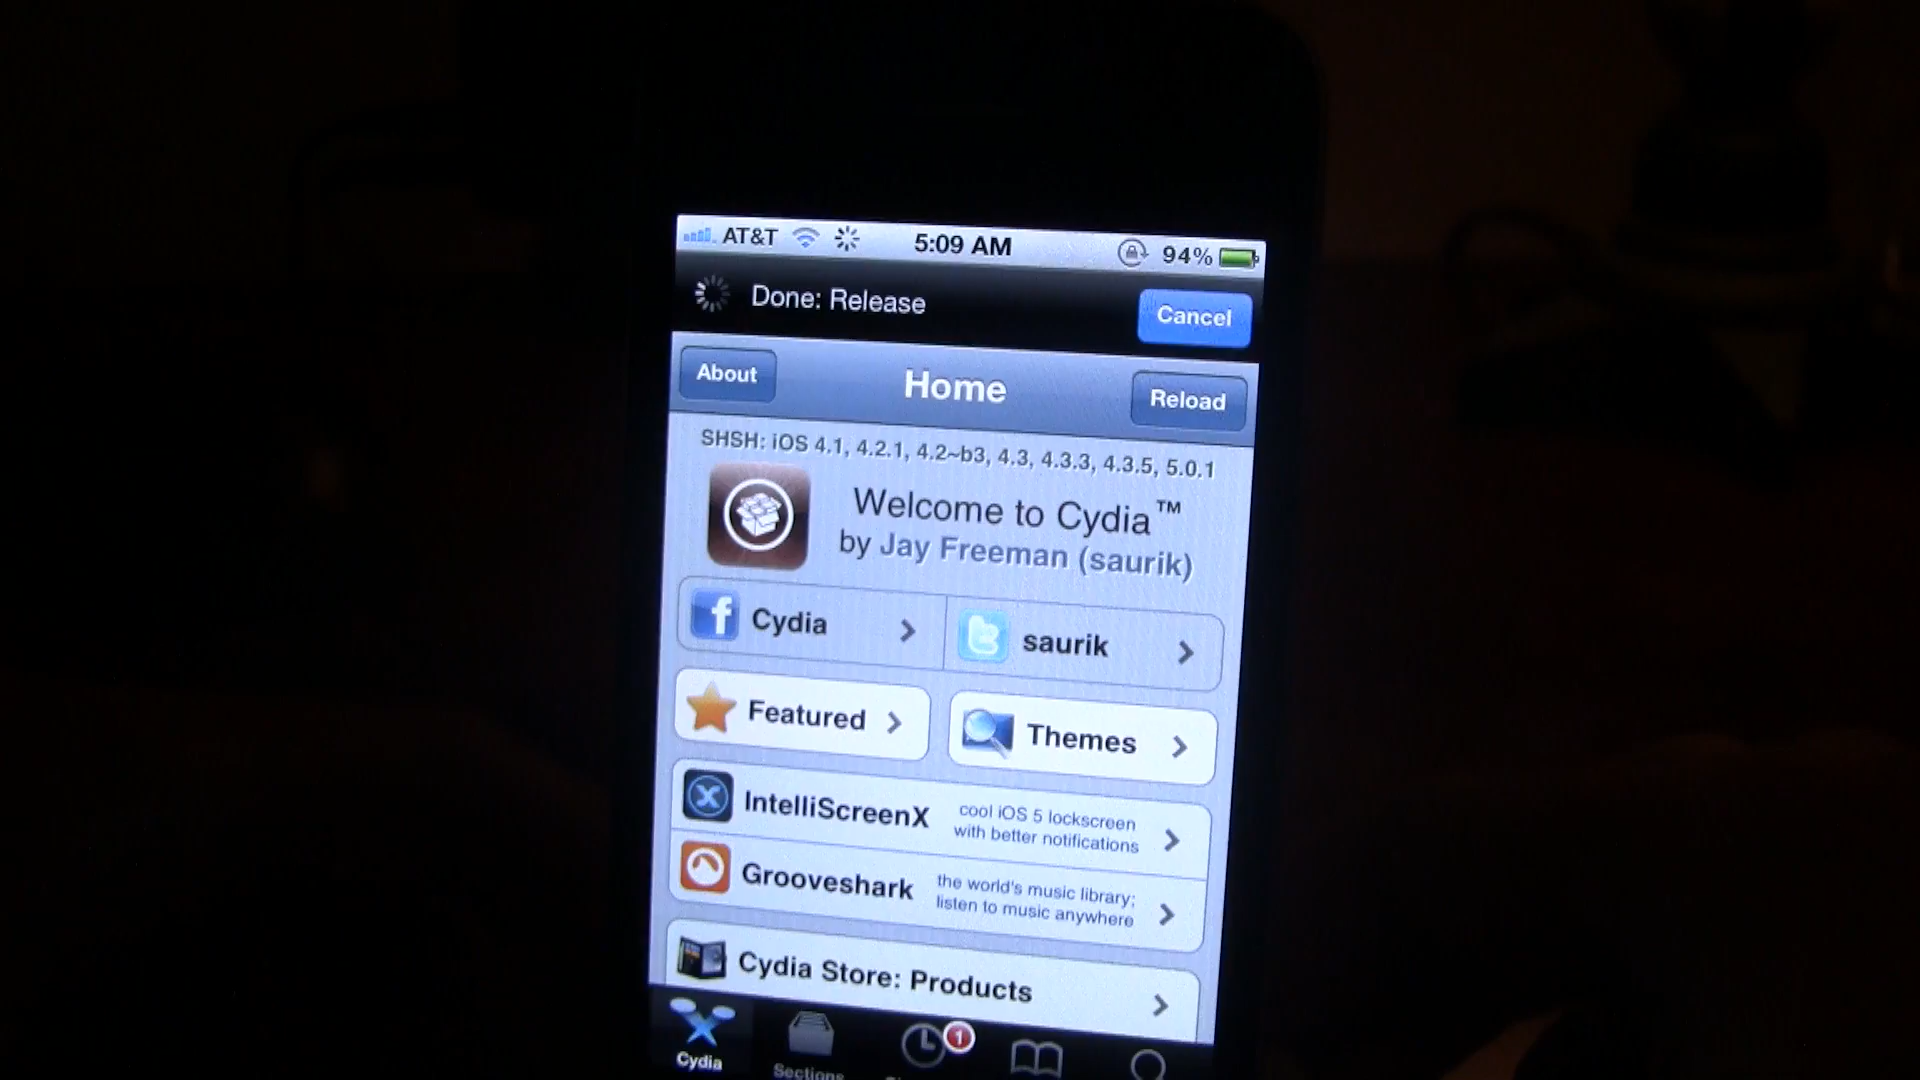 AT&T 5:09 AM 94%
Done: Release Cancel
About Home Reload
SHSH: iOS 4.1, 4.2.1, 4.2~b3, 4.3, 4.3.3, 4.3.5, 5.0.1
Welcome to Cydia™
by Jay Freeman (saurik)
f Cydia
t saurik
Featured
Themes
IntelliScreenX
cool iOS 5 lockscreen
with better notifications
Grooveshark
the world's music library;
listen to music anywhere
Cydia Store: Products
1
Cydia
Sections